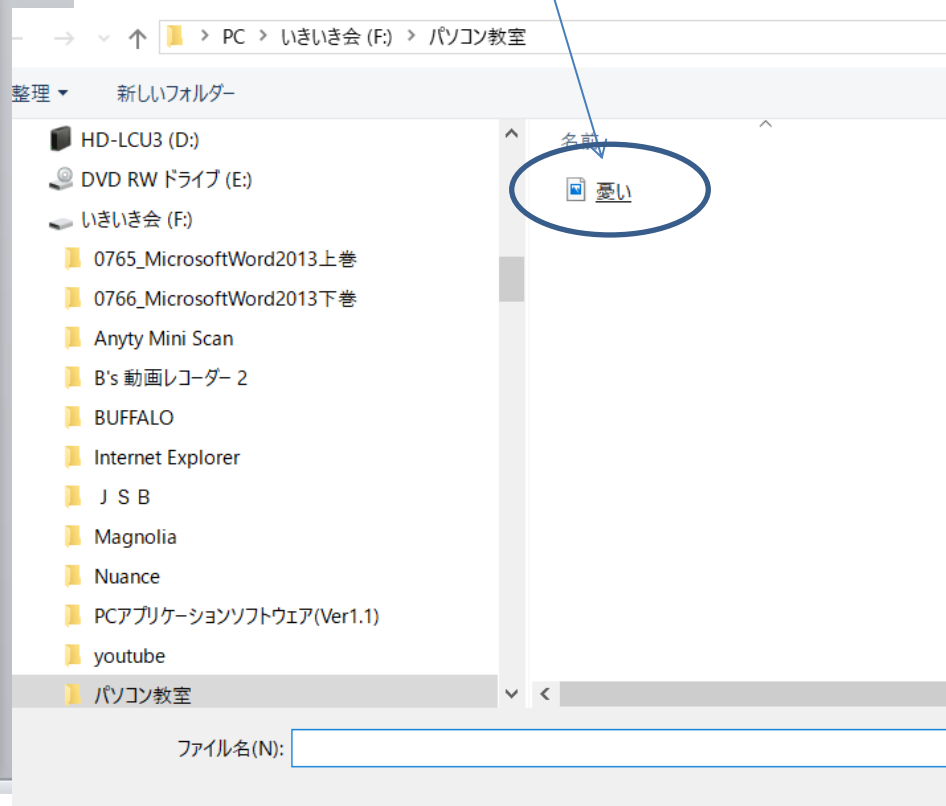 PC > いきいき会 (F:) > パソコン教室
整理 新しいフォルダー
HD-LCU3 (D:)
DVD RW ドライブ (E:)
いきいき会 (F:)
0765_MicrosoftWord2013上巻
0766_MicrosoftWord2013下巻
Anyty Mini Scan
B's 動画レコーダー 2
BUFFALO
Internet Explorer
ＪＳＢ
Magnolia
Nuance
PCアプリケーションソフトウェア(Ver1.1)
youtube
パソコン教室
名前
憂い
ファイル名(N):